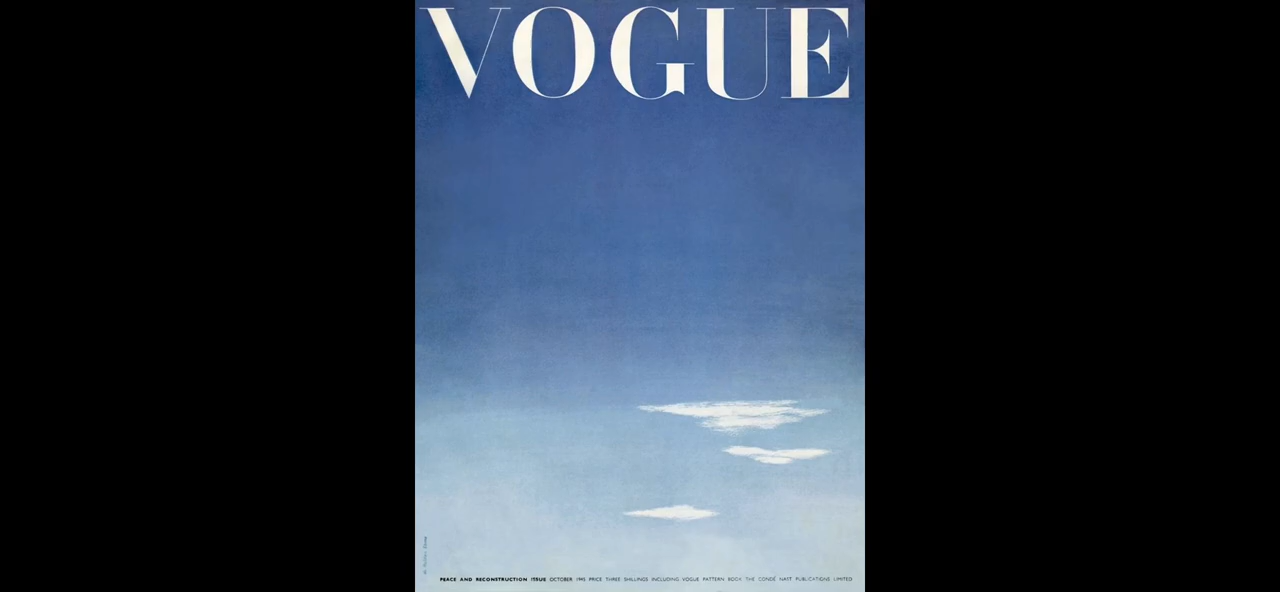 VOGUE
PEACE AND RECONSTRUCTION ISSUE OCTOBER 1945 PRICE THREE SHILLINGS INCLUDING VOGUE PATTERN BOOK THE CONDÉ NAST PUBLICATIONS LIMITED